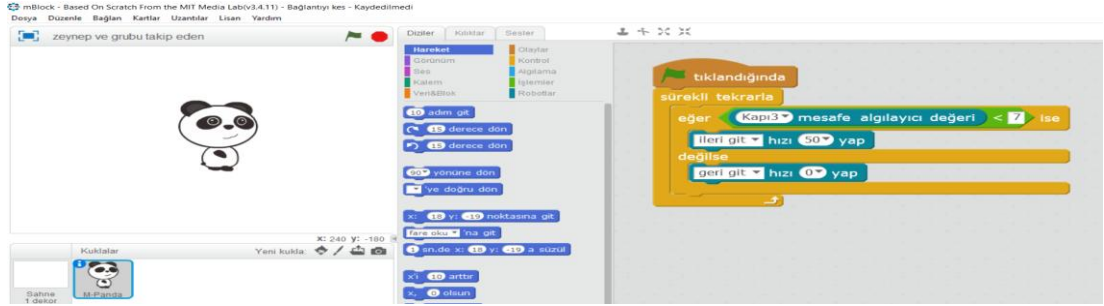 mBlock - Based On Scratch From the MIT Media Lab(v3.4.11) - Bağlantıyı kes - Kaydedilmedi
Dosya Düzenle Bağlan Kartlar Uzantılar Lisan Yardım
zeynep ve grubu takip eden
Diziler Kılıklar Sesler
Hareket Olaylar
Görünüm Kontrol
Ses Algılama
Kalem İşlemler
Veri&Blok Robotlar
10 adım git
15 derece dön
15 derece dön
90 yönüne dön
'ye doğru dön
x: 18 y: -19 noktasına git
fare oku 'na git
1 sn.de x: 18 y: -19 a süzül
x'i 10 arttır
x, 0 olsun
tıklandığında
sürekli tekrarla
eğer Kapı3 mesafe algılayıcı değeri < 7 ise
ileri git hızı 50 yap
değilse
geri git hızı 0 yap
x: 240 y: -180
Kuklalar Yeni kukla:
Sahne
1 dekor
M-Panda